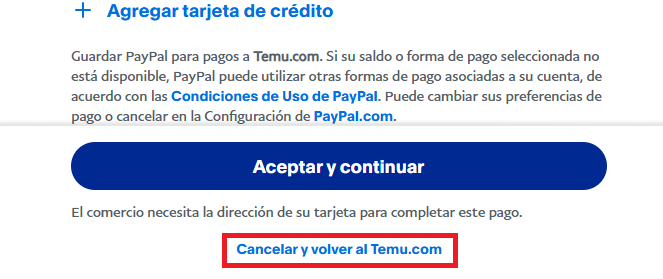 + Agregar tarjeta de crédito
Guardar PayPal para pagos a Temu.com. Si su saldo o forma de pago seleccionada no
está disponible, PayPal puede utilizar otras formas de pago asociadas a su cuenta, de
acuerdo con las Condiciones de Uso de PayPal. Puede cambiar sus preferencias de
pago o cancelar en la Configuración de PayPal.com.
Aceptar y continuar
El comercio necesita la dirección de su tarjeta para completar este pago.
Cancelar y volver al Temu.com